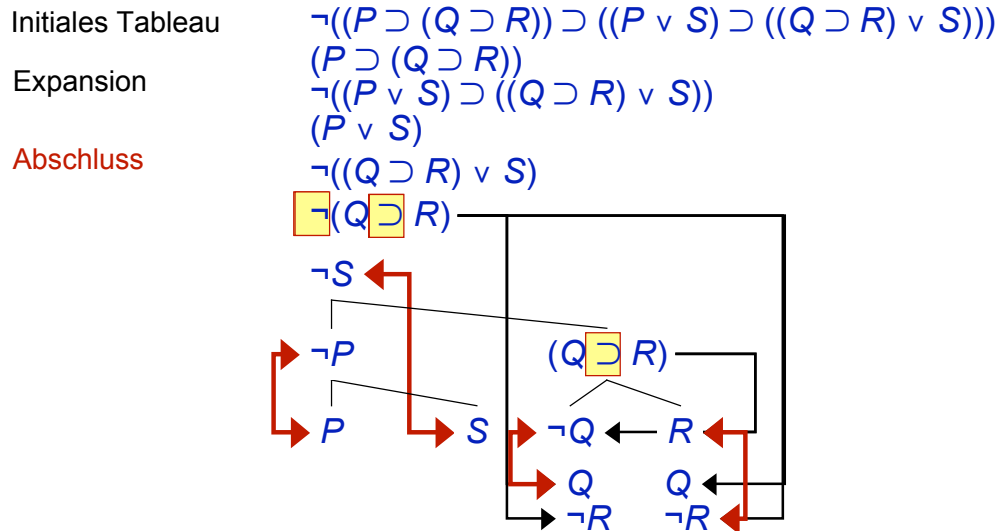 Initiales Tableau ¬((P ⊃ (Q ⊃ R)) ⊃ ((P ∨ S) ⊃ ((Q ⊃ R) ∨ S)))
(P ⊃ (Q ⊃ R))
Expansion
¬((P ∨ S) ⊃ ((Q ⊃ R) ∨ S))
(P ∨ S)
Abschluss
¬((Q ⊃ R) ∨ S)
¬(Q ⊃ R)
¬S
¬P (Q ⊃ R)
P S ¬Q R
Q Q
¬R ¬R